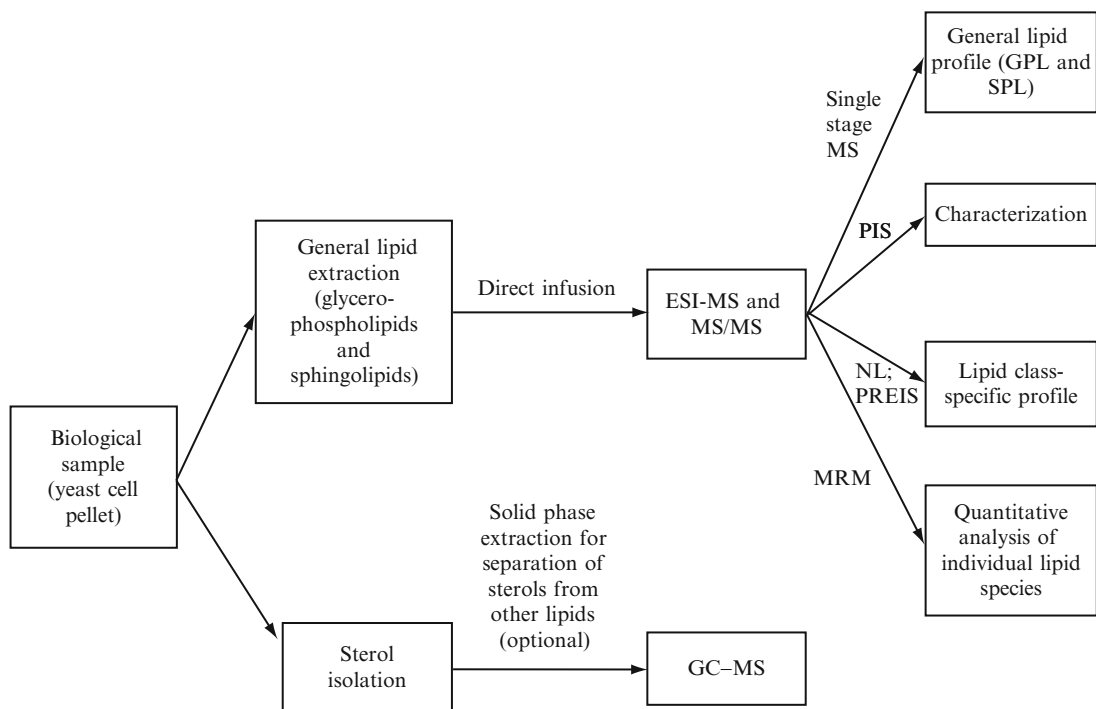 Biological
sample
(yeast cell
pellet)
General lipid
extraction
(glycero-
phospholipids
and
sphingolipids)
Direct infusion
ESI-MS and
MS/MS
Single
stage
MS
General lipid
profile (GPL and
SPL)
PIS
Characterization
NL;
PREIS
Lipid class-
specific profile
MRM
Quantitative
analysis of
individual lipid
species
Sterol
isolation
Solid phase
extraction for
separation of
sterols from
other lipids
(optional)
GC–MS